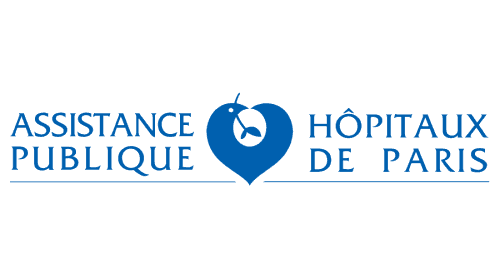 ASSISTANCE
PUBLIQUE
HÔPITAUX
DE PARIS